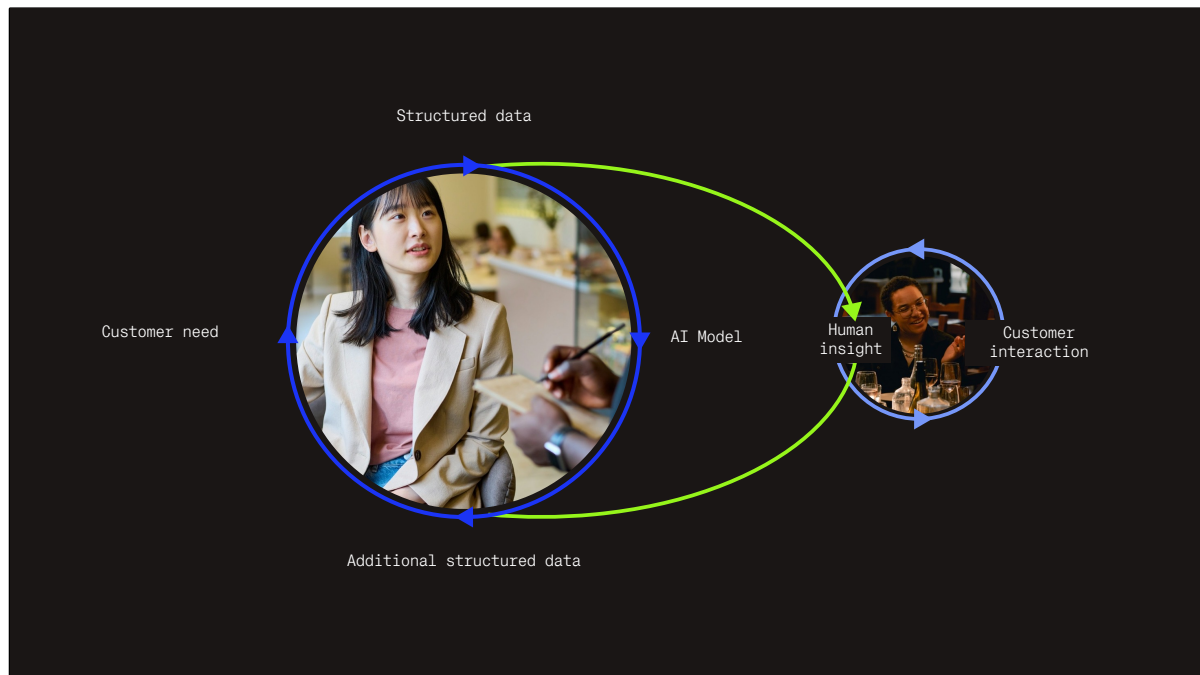 Structured data
Customer need
AI Model
Human
insight
Customer
interaction
Additional structured data